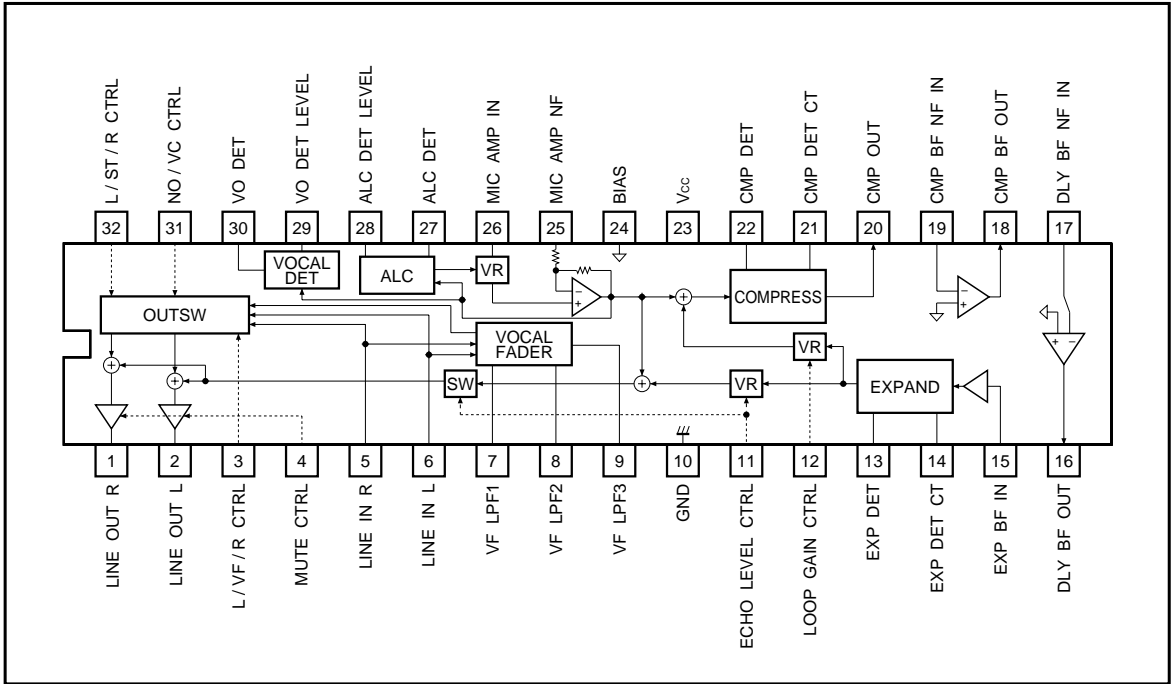 L / ST / R CTRL
NO / VC CTRL
VO DET
VO DET LEVEL
ALC DET LEVEL
ALC DET
MIC AMP IN
MIC AMP NF
BIAS
Vcc
CMP DET
CMP DET CT
CMP OUT
CMP BF NF IN
CMP BF OUT
DLY BF NF IN
32 31 30 29 28 27 26 25 24 23 22 21 20 19 18 17
VOCAL
DET
ALC
VR
COMPRESS
OUTSW
VOCAL
FADER
VR
SW
VR
EXPAND
1 2 3 4 5 6 7 8 9 10 11 12 13 14 15 16
LINE OUT R
LINE OUT L
L / VF / R CTRL
MUTE CTRL
LINE IN R
LINE IN L
VF LPF1
VF LPF2
VF LPF3
GND
ECHO LEVEL CTRL
LOOP GAIN CTRL
EXP DET
EXP DET CT
EXP BF IN
DLY BF OUT